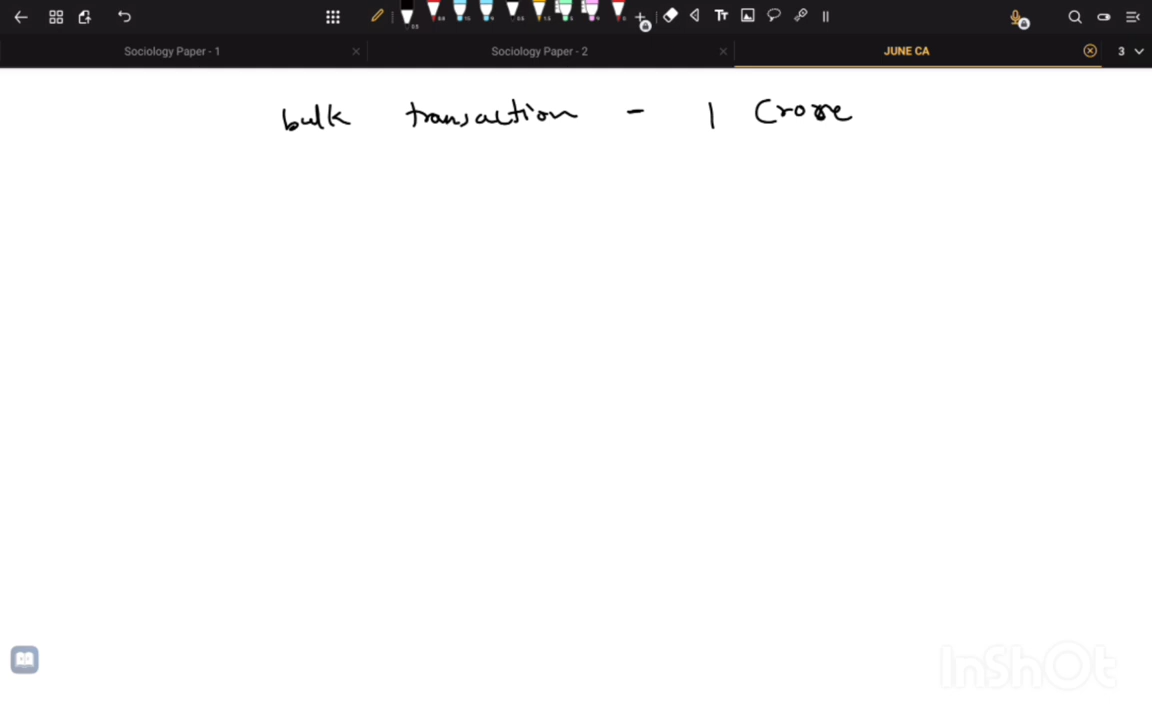 Sociology Paper - 1
Sociology Paper - 2
JUNE CA
3
bulk transaction - 1 Crore
InShOt